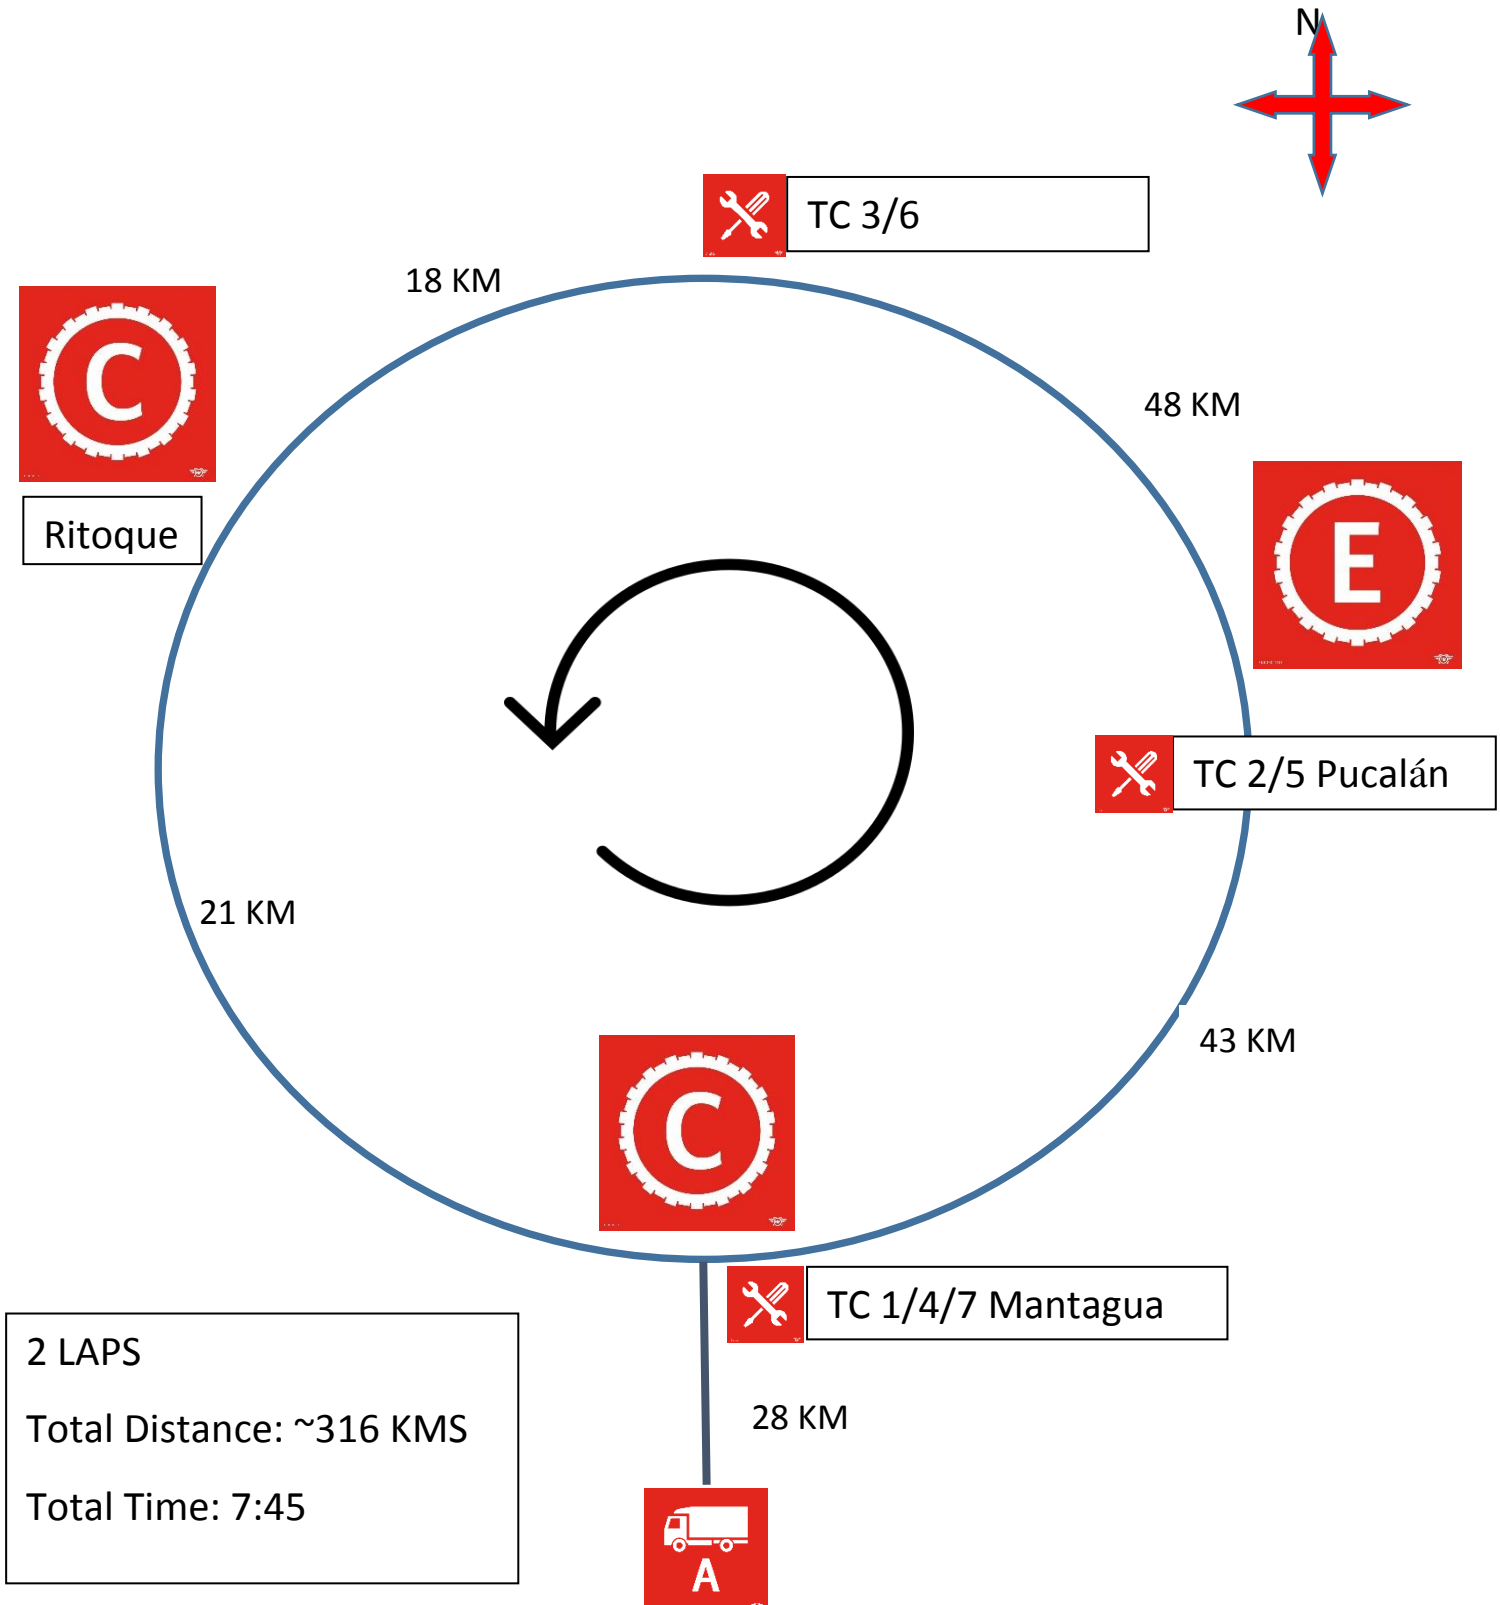 N
TC 3/6
18 KM
C
48 KM
Ritoque
E
TC 2/5 Pucalán
21 KM
43 KM
C
TC 1/4/7 Mantagua
2 LAPS
Total Distance: ~316 KMS
Total Time: 7:45
28 KM
A